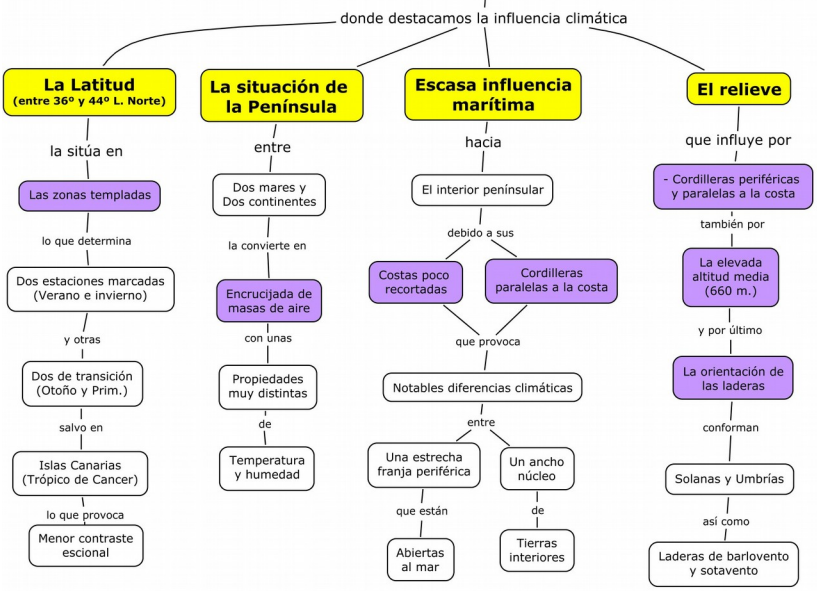 donde destacamos la influencia climática
La Latitud
(entre 36º y 44º L. Norte)
la sitúa en
Las zonas templadas
lo que determina
Dos estaciones marcadas
(Verano e invierno)
y otras
Dos de transición
(Otoño y Prim.)
salvo en
Islas Canarias
(Trópico de Cancer)
lo que provoca
Menor contraste
escional
La situación de
la Península
entre
Dos mares y
Dos continentes
la convierte en
Encrucijada de
masas de aire
con unas
Propiedades
muy distintas
de
Temperatura
y humedad
Escasa influencia
marítima
hacia
El interior penínsular
debido a sus
Costas poco
recortadas
Cordilleras
paralelas a la costa
que provoca
Notables diferencias climáticas
entre
Una estrecha
franja periférica
que están
Abiertas
al mar
Un ancho
núcleo
de
Tierras
interiores
El relieve
que influye por
- Cordilleras periféricas
y paralelas a la costa
también por
La elevada
altitud media
(660 m.)
y por último
La orientación de
las laderas
conforman
Solanas y Umbrías
así como
Laderas de barlovento
y sotavento